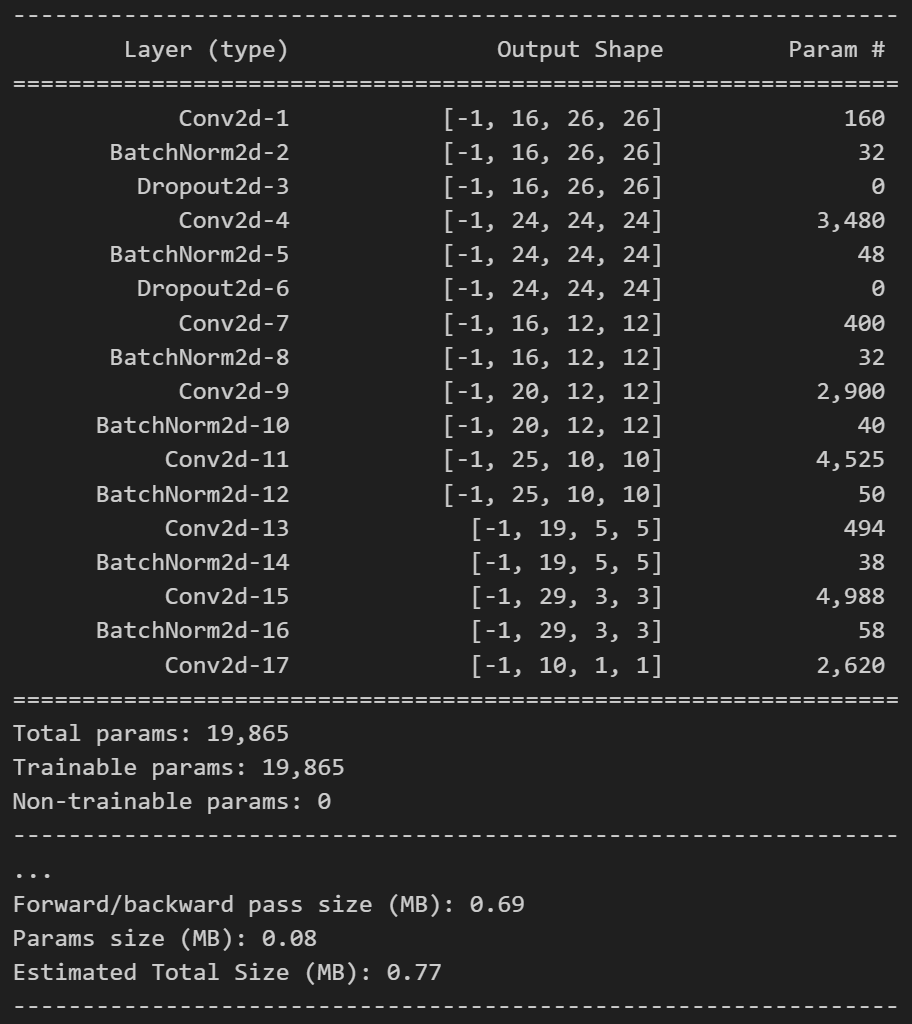 ----------------------------------------------------------------
        Layer (type)               Output Shape         Param #
================================================================
            Conv2d-1           [-1, 16, 26, 26]             160
       BatchNorm2d-2           [-1, 16, 26, 26]              32
         Dropout2d-3           [-1, 16, 26, 26]               0
            Conv2d-4           [-1, 24, 24, 24]           3,480
       BatchNorm2d-5           [-1, 24, 24, 24]              48
         Dropout2d-6           [-1, 24, 24, 24]               0
            Conv2d-7           [-1, 16, 12, 12]             400
       BatchNorm2d-8           [-1, 16, 12, 12]              32
            Conv2d-9           [-1, 20, 12, 12]           2,900
      BatchNorm2d-10           [-1, 20, 12, 12]              40
           Conv2d-11           [-1, 25, 10, 10]           4,525
      BatchNorm2d-12           [-1, 25, 10, 10]              50
           Conv2d-13             [-1, 19, 5, 5]             494
      BatchNorm2d-14             [-1, 19, 5, 5]              38
           Conv2d-15             [-1, 29, 3, 3]           4,988
      BatchNorm2d-16             [-1, 29, 3, 3]              58
           Conv2d-17             [-1, 10, 1, 1]           2,620
================================================================
Total params: 19,865
Trainable params: 19,865
Non-trainable params: 0
----------------------------------------------------------------
...
Forward/backward pass size (MB): 0.69
Params size (MB): 0.08
Estimated Total Size (MB): 0.77
----------------------------------------------------------------